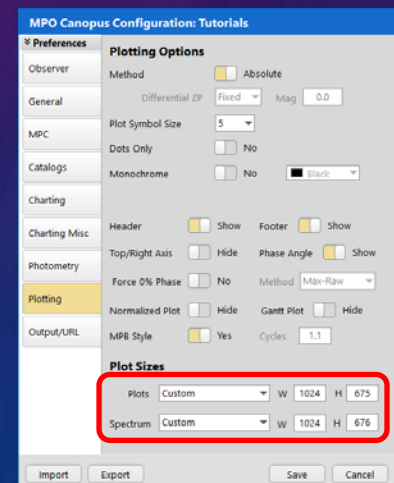 MPO Canopus Configuration: Tutorials
Preferences
Observer
General
MPC
Catalogs
Charting
Charting Misc
Photometry
Plotting
Output/URL
Plotting Options
Method Absolute
Differential ZP Fixed Mag 0.0
Plot Symbol Size 5
Dots Only No
Monochrome No Black
Header Show Footer Show
Top/Right Axis Hide Phase Angle Show
Force 0% Phase No Method Max-Raw
Normalized Plot Hide Gantt Plot Hide
MPB Style Yes Cycles 1.1
Plot Sizes
Plots Custom W 1024 H 675
Spectrum Custom W 1024 H 676
Import Export Save Cancel